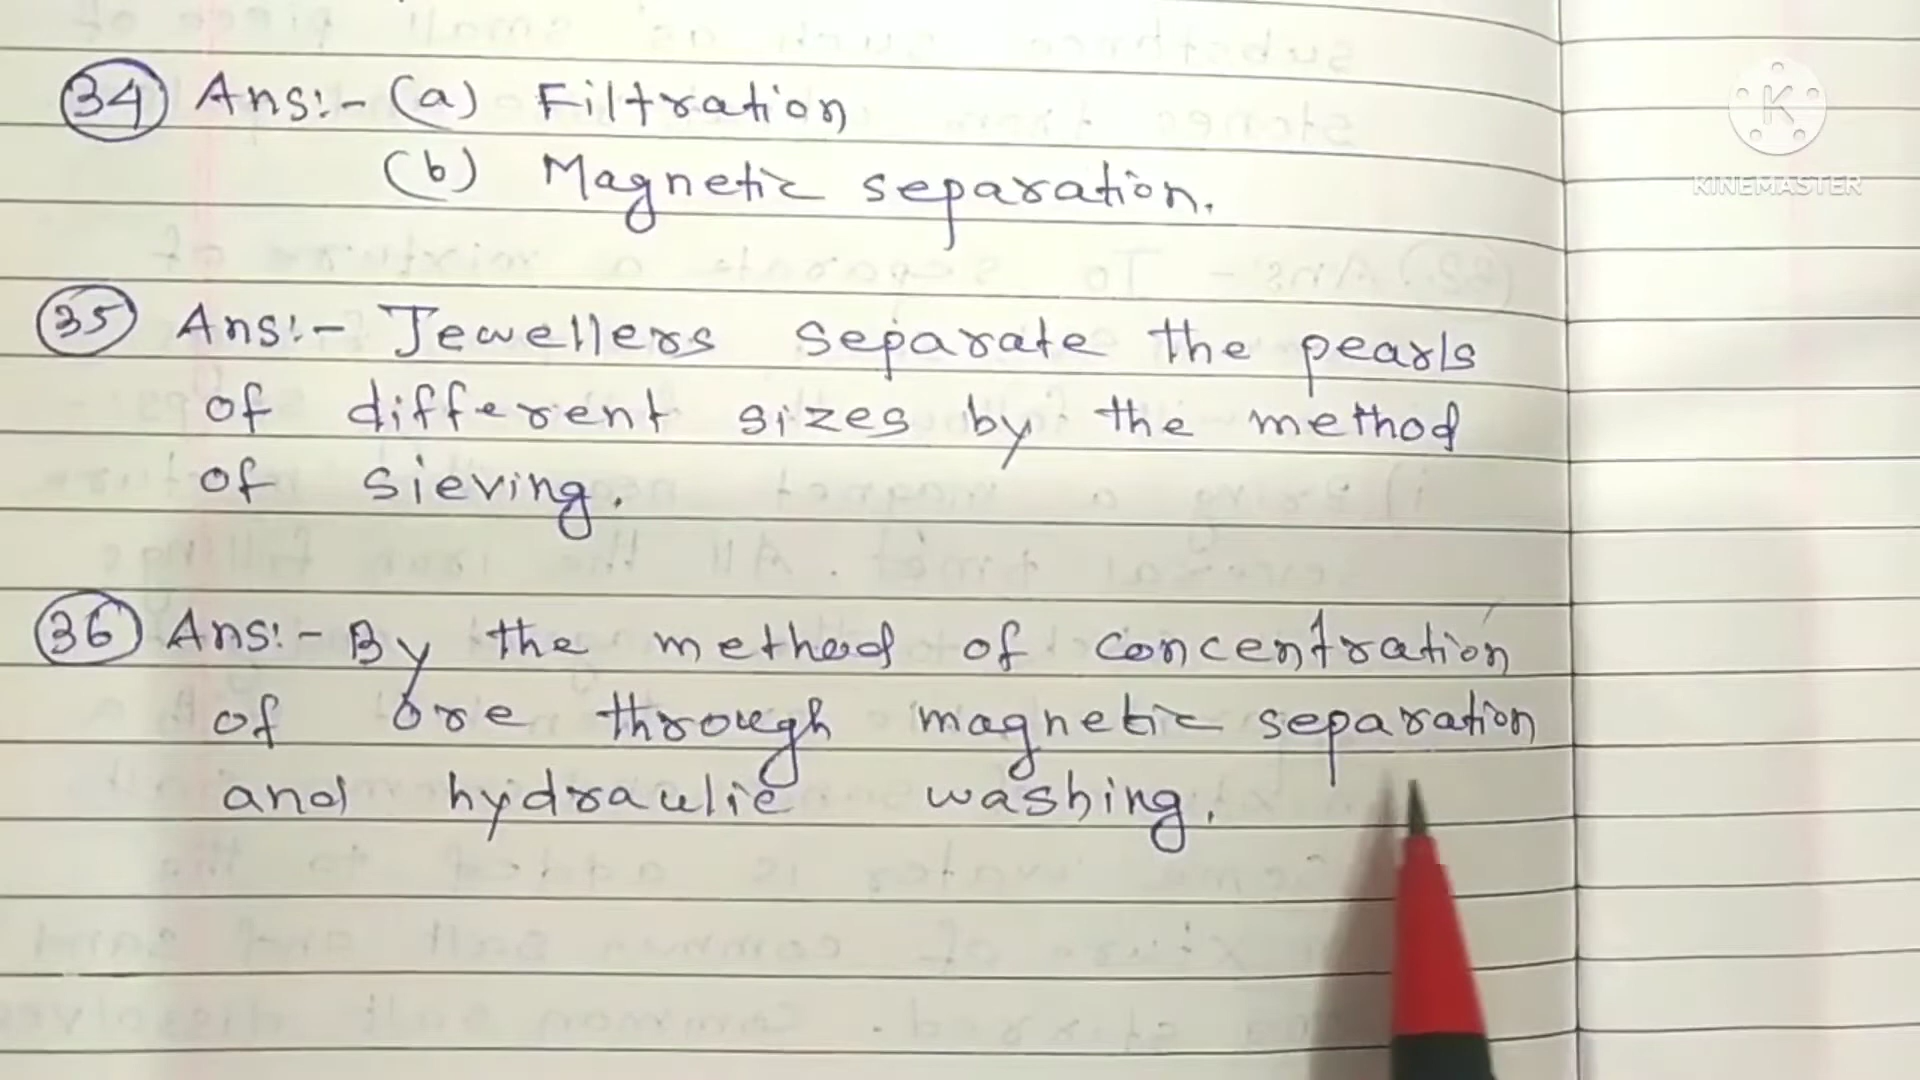 34 Ans:- (a) Filtration
(b) Magnetic separation.
35 Ans:- Jewellers separate the pearls
of different sizes by the method
of sieving.
36 Ans:- By the method of concentration
of ore through magnetic separation
and hydraulic washing.
K
KINEMASTER